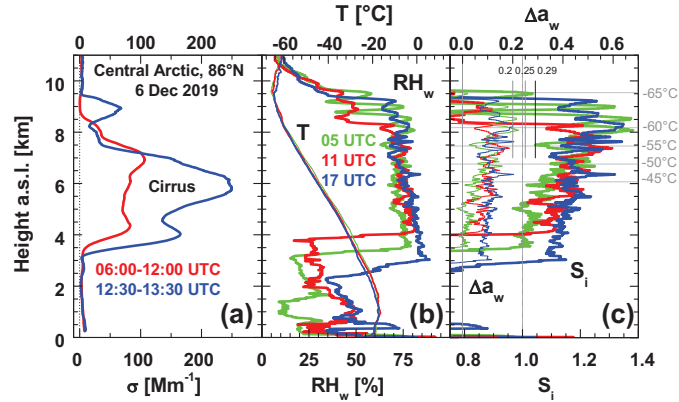 T [°C]
Δa_w
0 100 200
-60 -40 -20 0
0.0 0.2 0.4 0.6
Central Arctic, 86°N
6 Dec 2019
RH_w
0.2 0.25 0.29
-65°C
-60°C
-55°C
-50°C
-45°C
T
05 UTC
11 UTC
17 UTC
Cirrus
Height a.s.l. [km]
10
8
6
4
2
0
06:00-12:00 UTC
12:30-13:30 UTC
(a)
(b)
Δa_w
S_i
(c)
0 100 200
25 50 75
0.8 1.0 1.2 1.4
σ [Mm⁻¹]
RH_w [%]
S_i